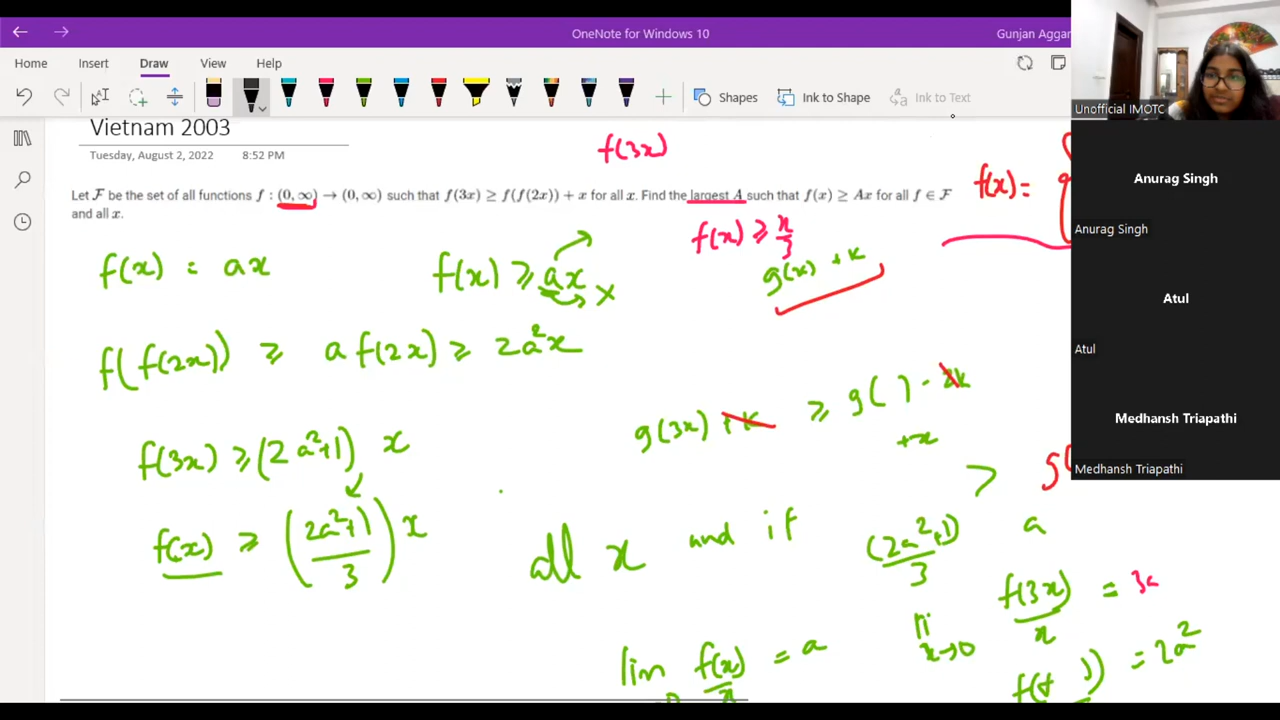 OneNote for Windows 10
Gunjan Aggar
Home Insert Draw View Help
Shapes Ink to Shape Ink to Text
Unofficial IMOTC
Anurag Singh
Anurag Singh
Atul
Atul
Medhansh Triapathi
Medhansh Triapathi
Vietnam 2003
Tuesday, August 2, 2022 8:52 PM
f(3x)
Let F be the set of all functions f : (0, ∞) → (0, ∞) such that f(3x) ≥ f(f(2x)) + x for all x. Find the largest A such that f(x) ≥ Ax for all f ∈ F
and all x.
f(x) =
f(x) ≥ x/3
f(x) = ax
f(x) ≥ ax
g(x) + k
f(f(2x)) ≥ a f(2x) ≥ 2a²x
g(3x) + k ≥ g( ) - 2k
+x
f(3x) ≥ (2a²+1) x
>
f(x) ≥ (2a²+1/3) x
all x and if (2a²+1)/3 a
lim x→0 f(3x)/x = 3a
lim f(x)/x = a
= 2a²